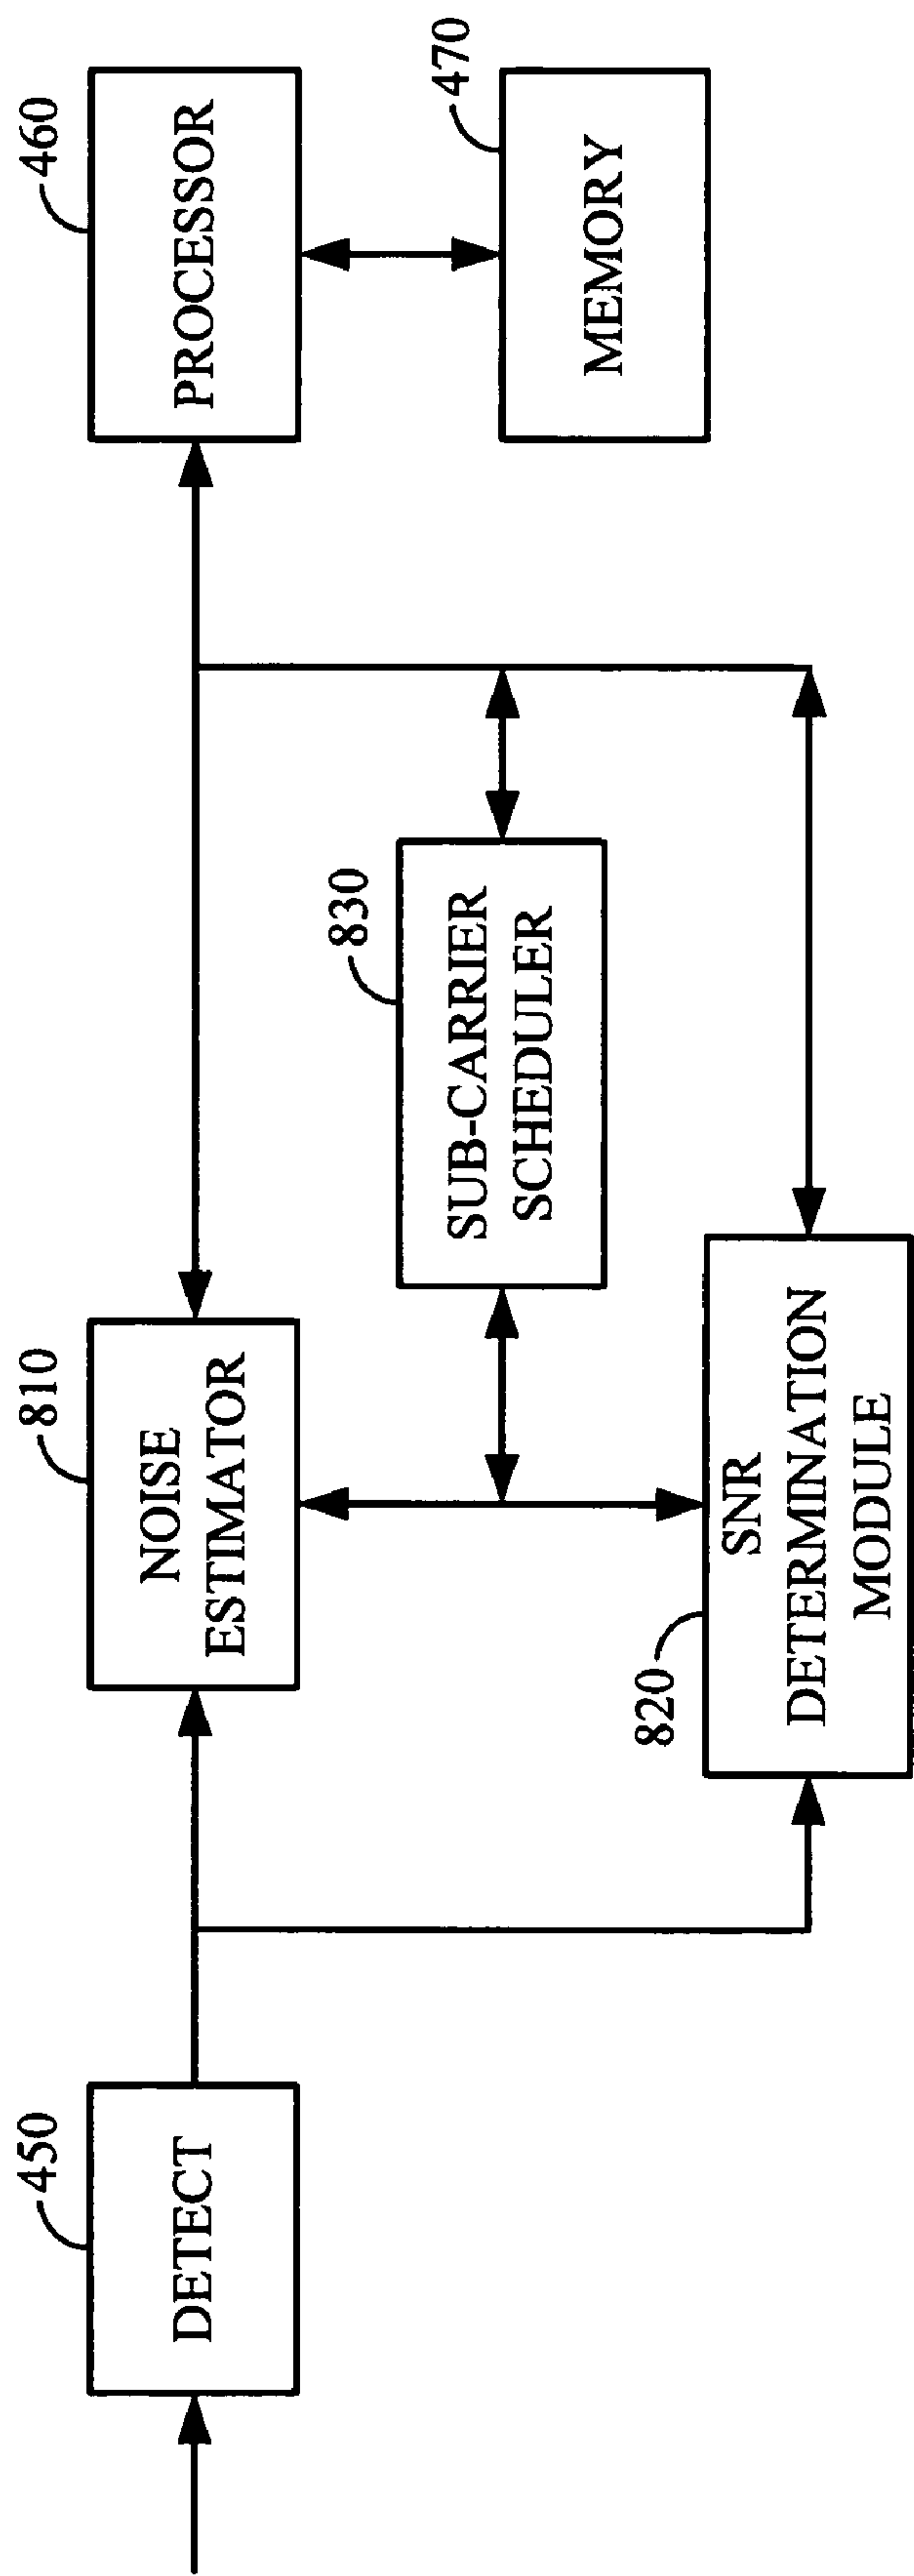 450
DETECT
810
NOISE
ESTIMATOR
820
SNR
DETERMINATION
MODULE
830
SUB-CARRIER
SCHEDULER
460
PROCESSOR
470
MEMORY